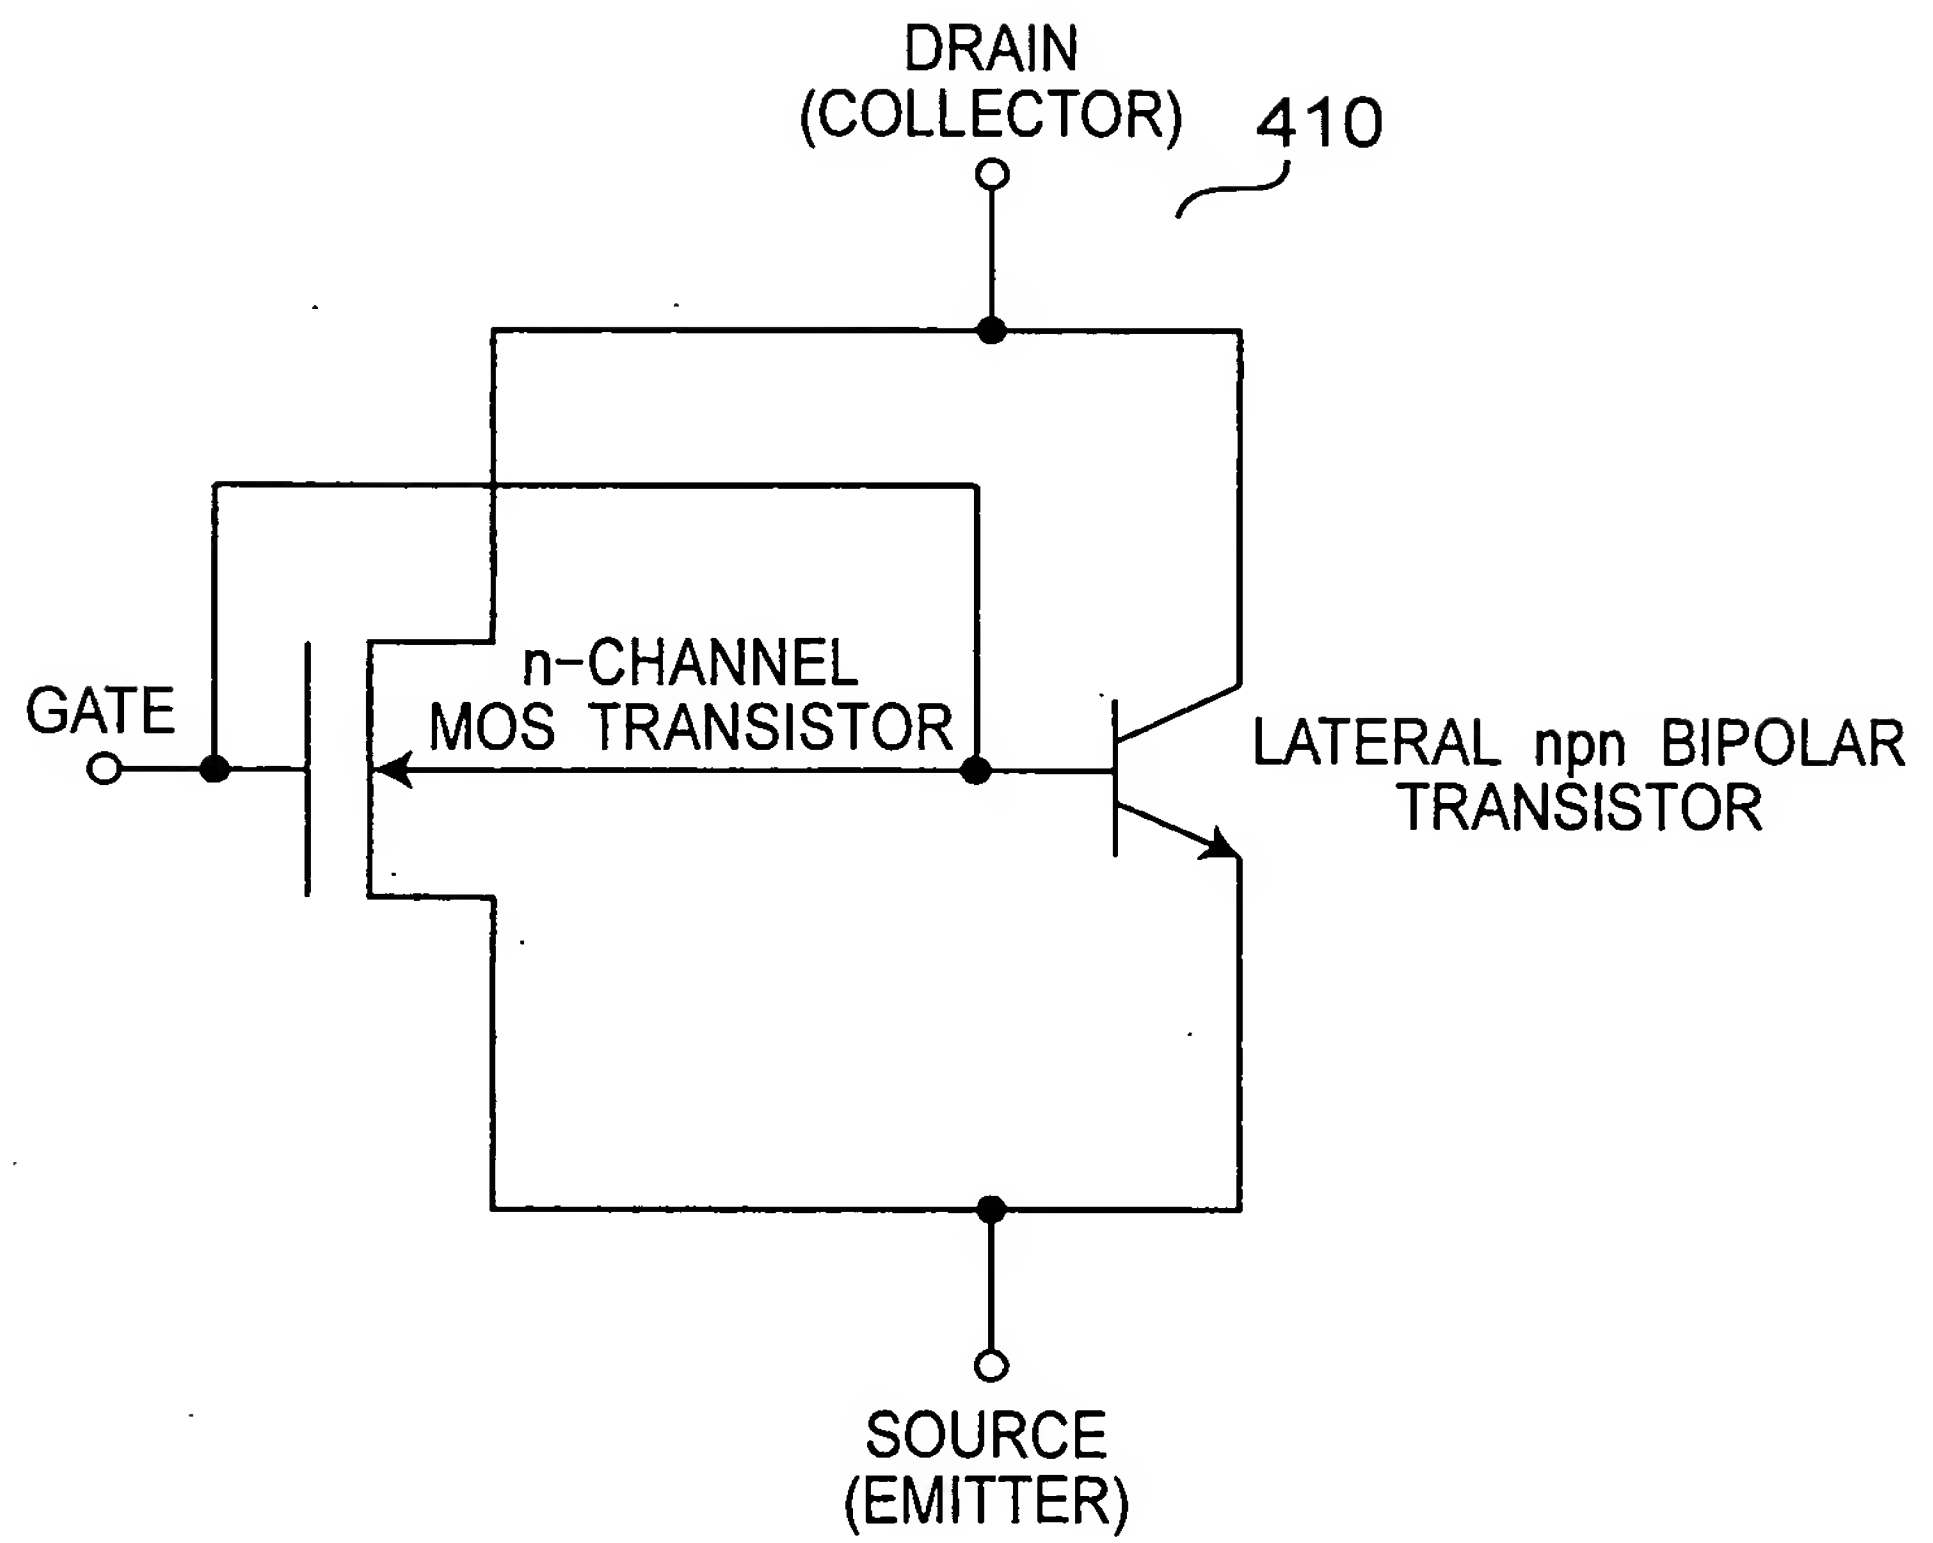 DRAIN
(COLLECTOR)
410
n-CHANNEL
MOS TRANSISTOR
GATE
LATERAL npn BIPOLAR
TRANSISTOR
SOURCE
(EMITTER)